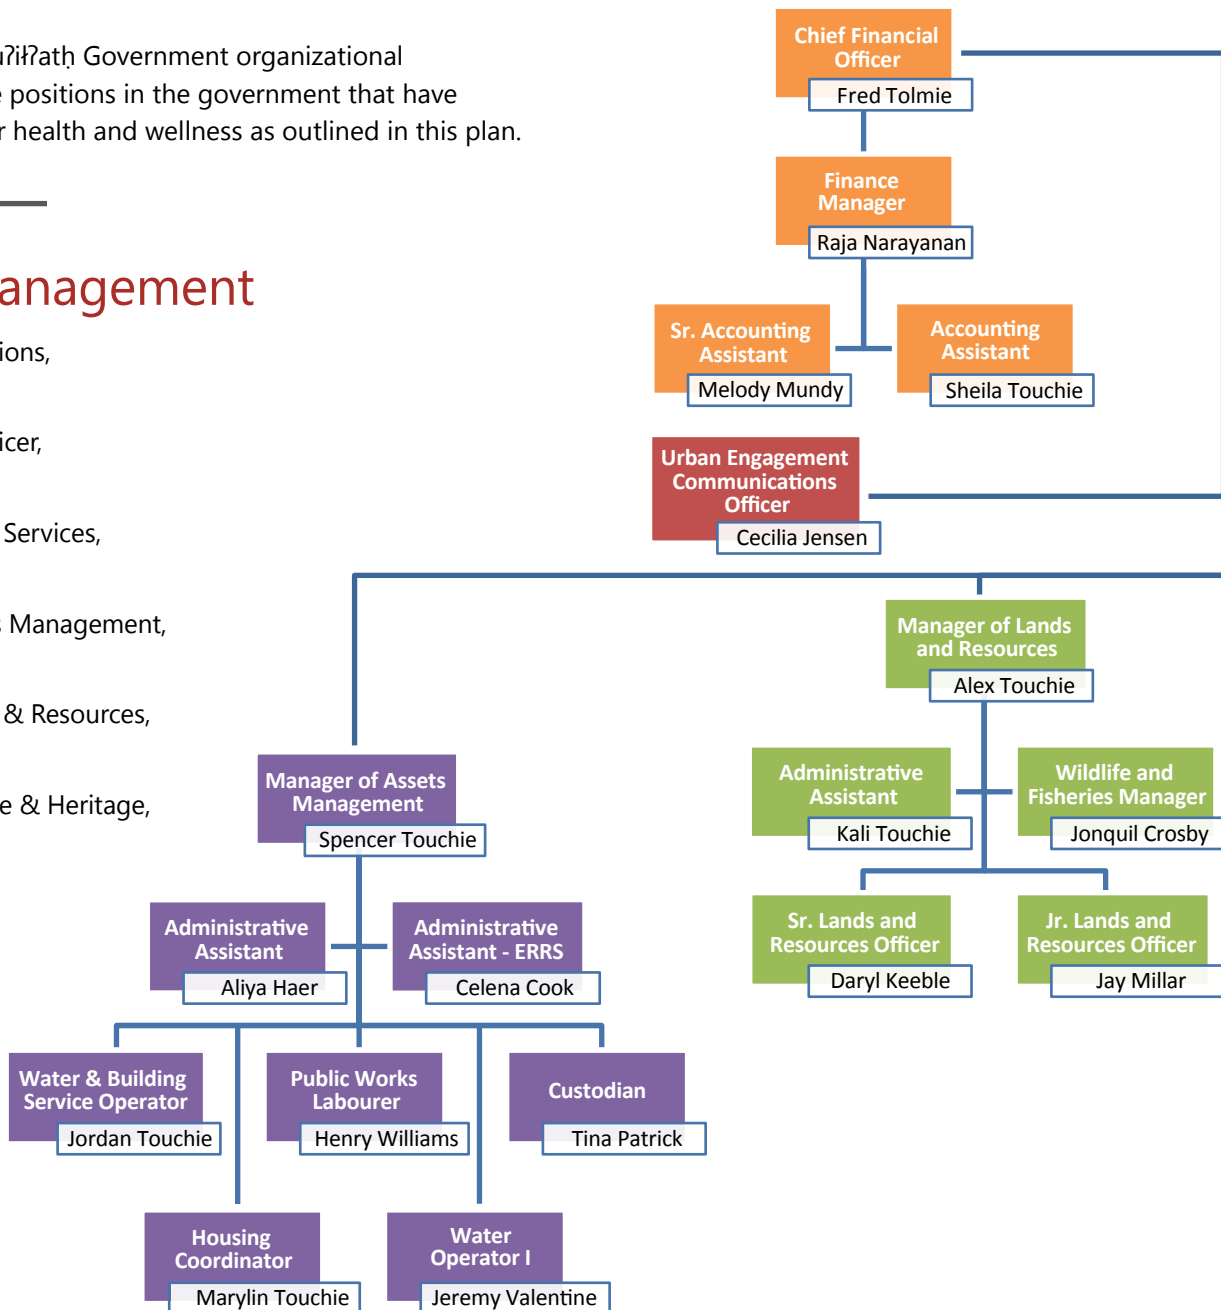 uʔiłʔatḥ Government organizational
e positions in the government that have
r health and wellness as outlined in this plan.
anagement
ions,
icer,
Services,
s Management,
& Resources,
e & Heritage,
Chief Financial
Officer
Fred Tolmie
Finance
Manager
Raja Narayanan
Sr. Accounting
Assistant
Melody Mundy
Accounting
Assistant
Sheila Touchie
Urban Engagement
Communications
Officer
Cecilia Jensen
Manager of Lands
and Resources
Alex Touchie
Administrative
Assistant
Kali Touchie
Wildlife and
Fisheries Manager
Jonquil Crosby
Sr. Lands and
Resources Officer
Daryl Keeble
Jr. Lands and
Resources Officer
Jay Millar
Manager of Assets
Management
Spencer Touchie
Administrative
Assistant
Aliya Haer
Administrative
Assistant - ERRS
Celena Cook
Water & Building
Service Operator
Jordan Touchie
Public Works
Labourer
Henry Williams
Custodian
Tina Patrick
Housing
Coordinator
Marylin Touchie
Water
Operator I
Jeremy Valentine